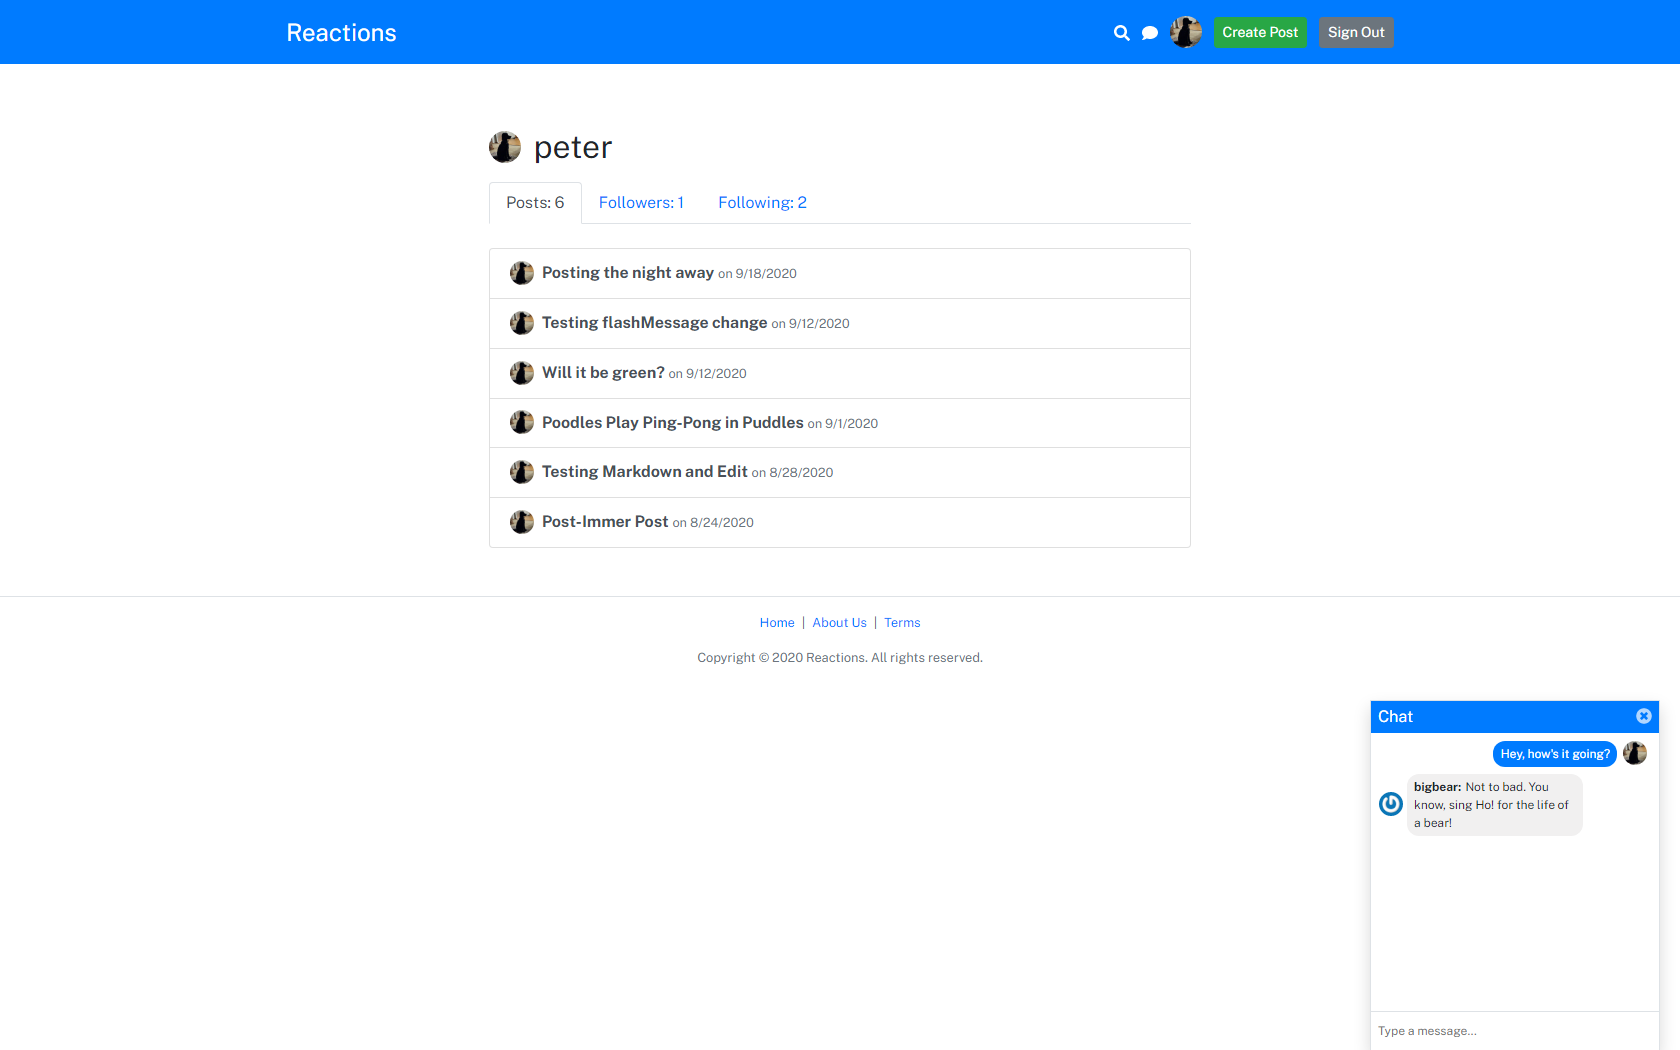 Reactions
Create Post
Sign Out
peter
Posts: 6
Followers: 1
Following: 2
Posting the night away on 9/18/2020
Testing flashMessage change on 9/12/2020
Will it be green? on 9/12/2020
Poodles Play Ping-Pong in Puddles on 9/1/2020
Testing Markdown and Edit on 8/28/2020
Post-Immer Post on 8/24/2020
Home | About Us | Terms
Copyright © 2020 Reactions. All rights reserved.
Chat
Hey, how's it going?
bigbear: Not to bad. You
know, sing Ho! for the life of
a bear!
Type a message...